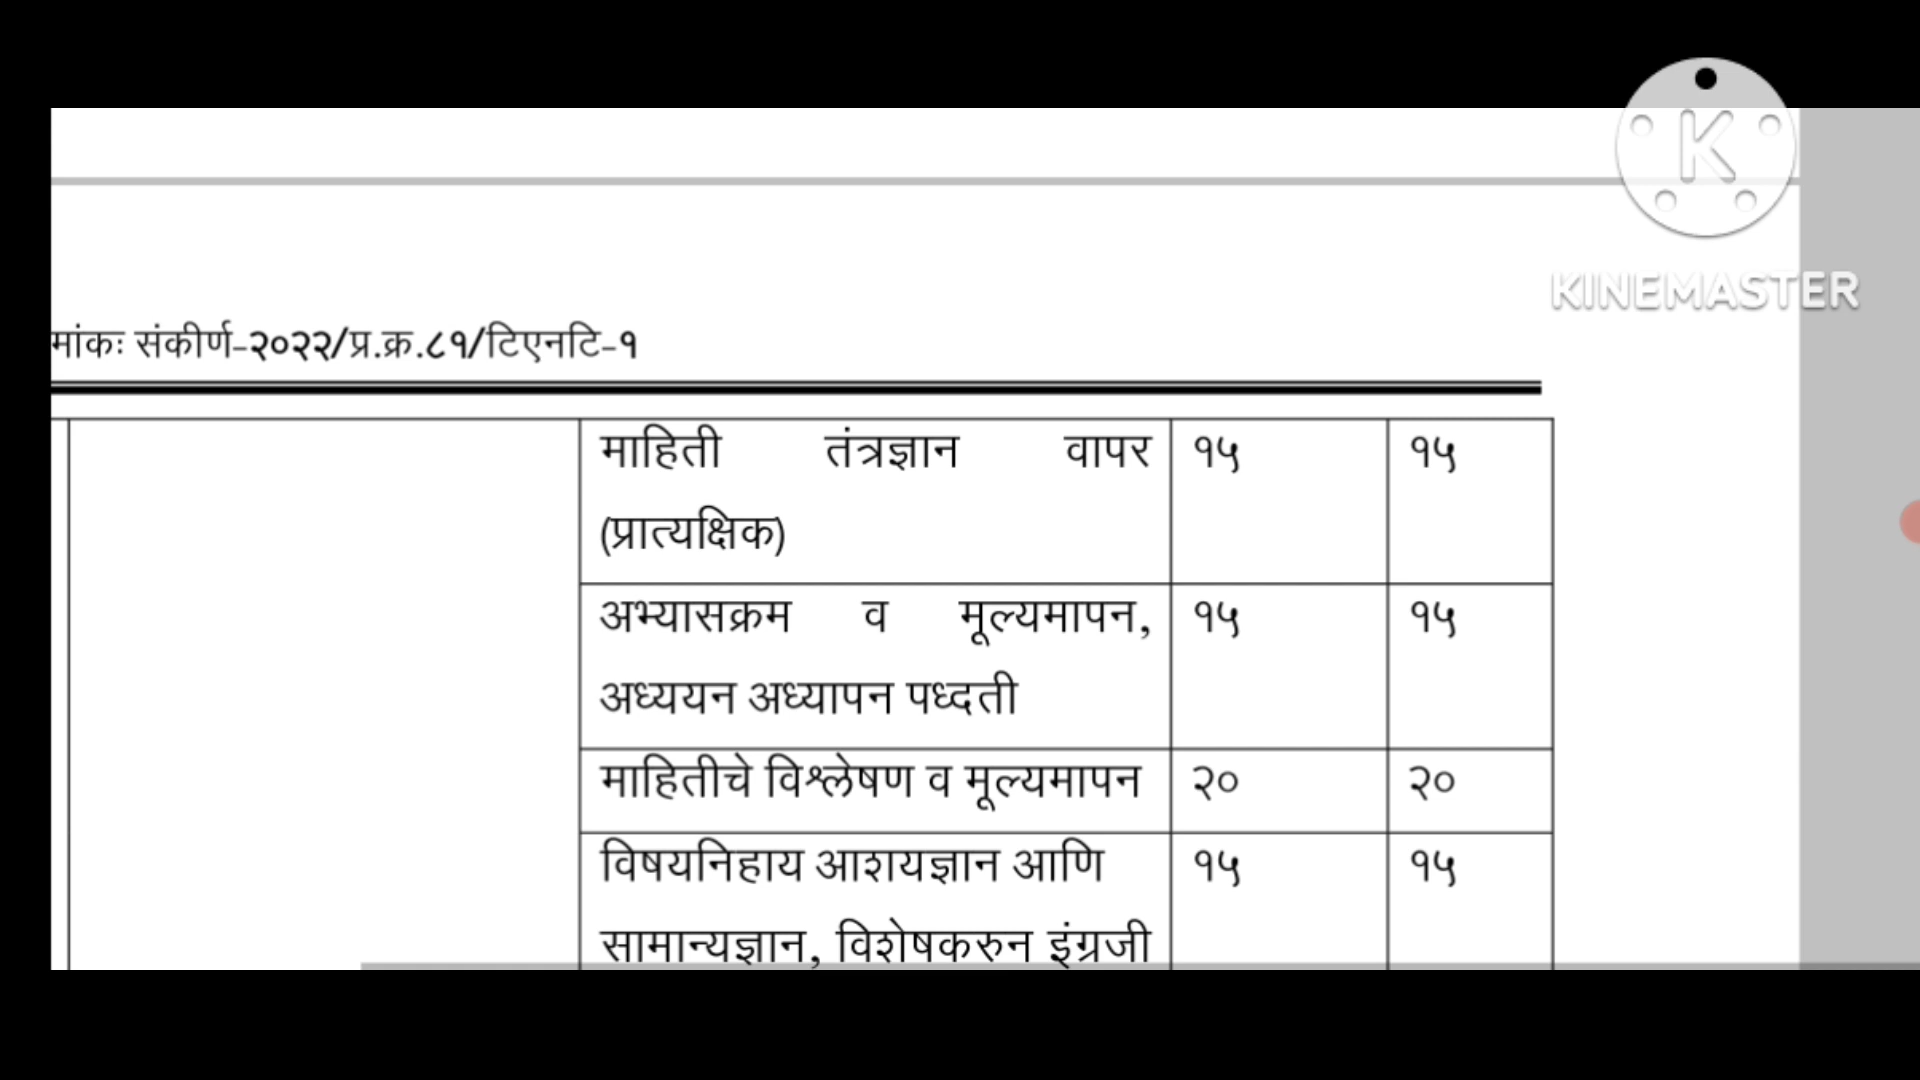 K
KINEMASTER
मांकः संकीर्ण-२०२२/प्र.क्र.८१/टिएनटि-१
माहिती तंत्रज्ञान वापर १५ १५
(प्रात्यक्षिक)
अभ्यासक्रम व मूल्यमापन, १५ १५
अध्ययन अध्यापन पध्दती
माहितीचे विश्लेषण व मूल्यमापन २० २०
विषयनिहाय आशयज्ञान आणि १५ १५
सामान्यज्ञान, विशेषकरुन इंग्रजी